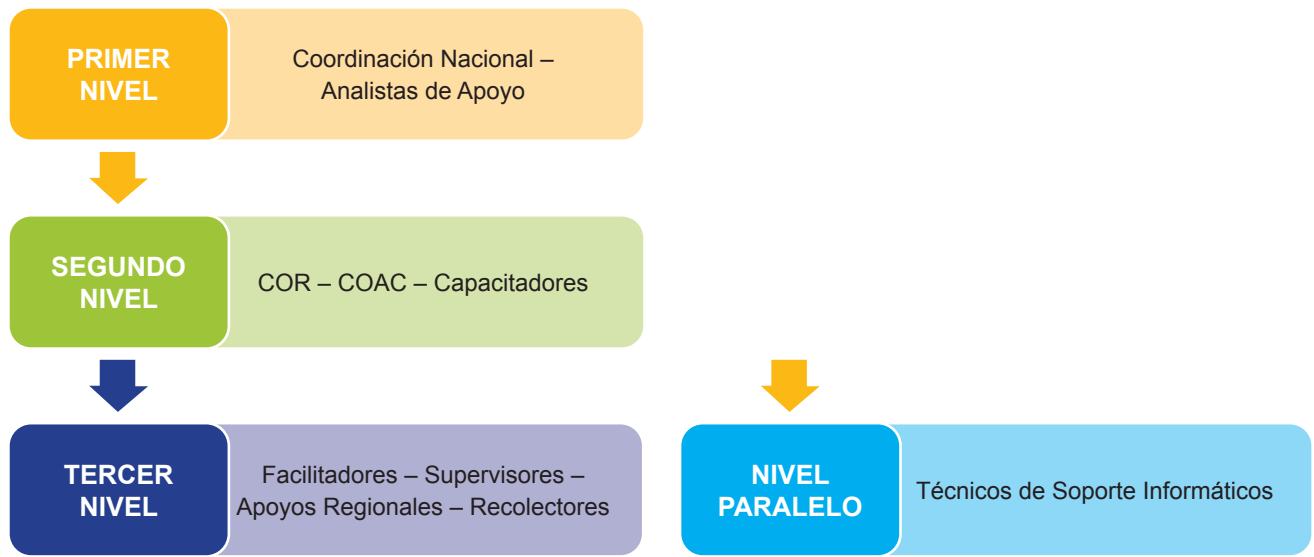 PRIMER
NIVEL
Coordinación Nacional –
Analistas de Apoyo
SEGUNDO
NIVEL
COR – COAC – Capacitadores
TERCER
NIVEL
Facilitadores – Supervisores –
Apoyos Regionales – Recolectores
NIVEL
PARALELO
Técnicos de Soporte Informáticos